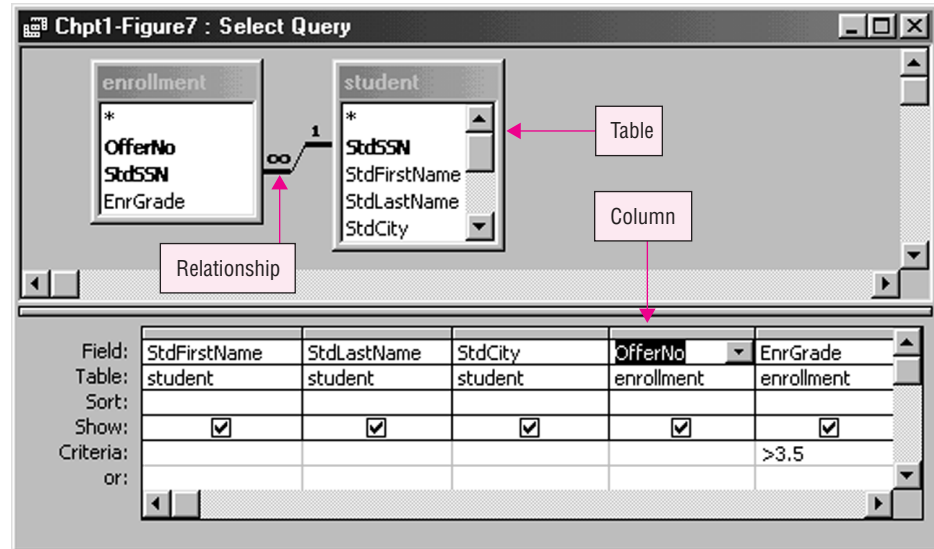 Chpt1-Figure7 : Select Query
enrollment
*
OfferNo
StdSSN
EnrGrade
∞
1
student
*
StdSSN
StdFirstName
StdLastName
StdCity
Table
Column
Relationship
Field: StdFirstName StdLastName StdCity OfferNo EnrGrade
Table: student student student enrollment enrollment
Sort:
Show:
Criteria: >3.5
or: